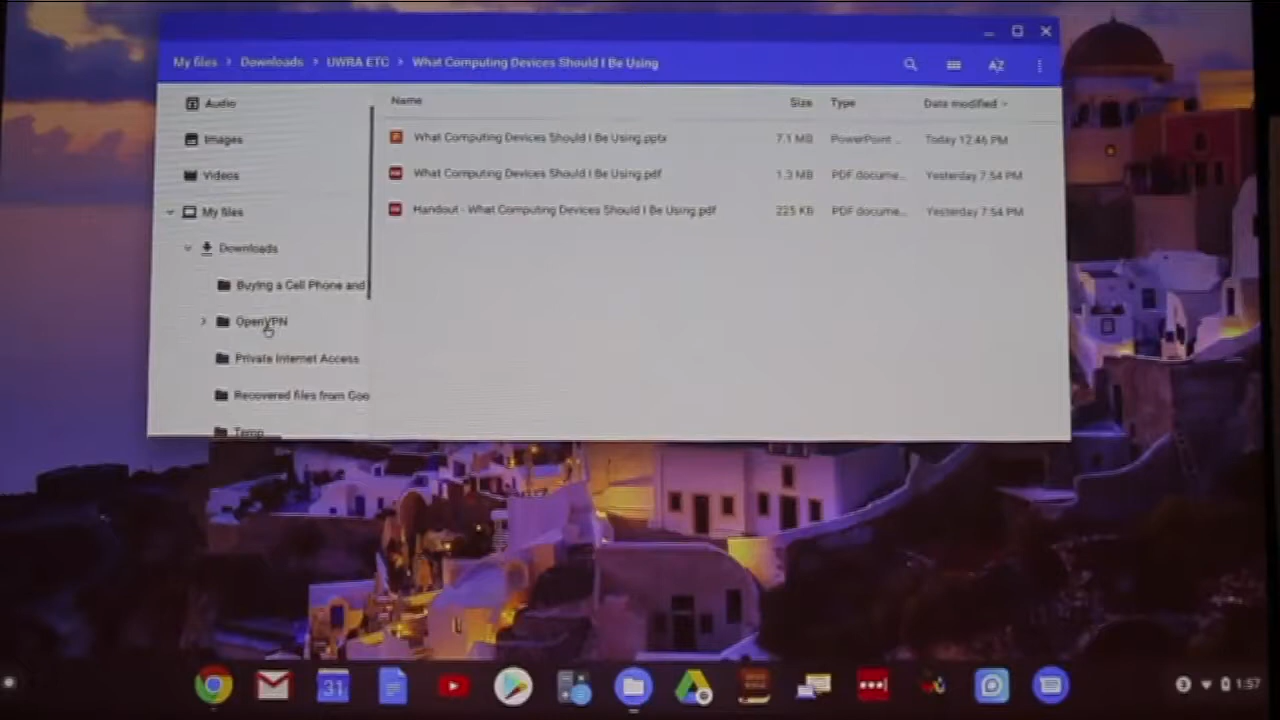 My files > Downloads > UWRA ETC > What Computing Devices Should I Be Using
AZ
Audio
Images
Videos
My files
Downloads
Buying a Cell Phone and
OpenVPN
Private Internet Access
Recovered files from Goo
Temp
Name Size Type Date modified
What Computing Devices Should I Be Using.pptx 7.1 MB PowerPoint ... Today 12:46 PM
What Computing Devices Should I Be Using.pdf 1.3 MB PDF docume... Yesterday 7:54 PM
Handout - What Computing Devices Should I Be Using.pdf 225 KB PDF docume... Yesterday 7:54 PM
31
3 1:57